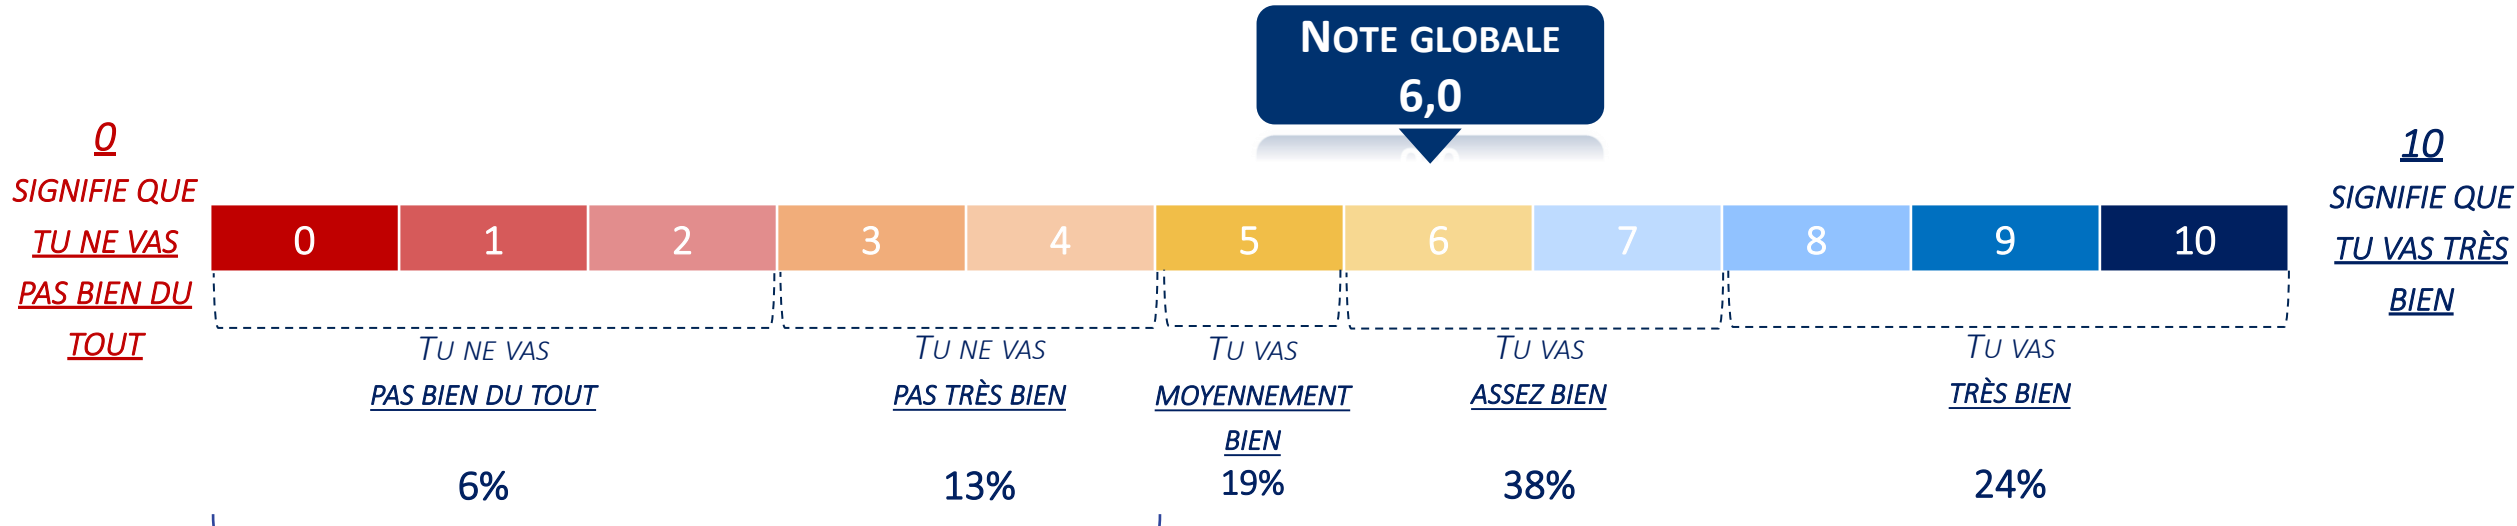 NOTE GLOBALE
6,0
0
SIGNIFIE QUE
TU NE VAS
PAS BIEN DU
TOUT
0 1 2 3 4 5 6 7 8 9 10
10
SIGNIFIE QUE
TU VAS TRÈS
BIEN
TU NE VAS
PAS BIEN DU TOUT
6%
TU NE VAS
PAS TRÈS BIEN
13%
TU VAS
MOYENNEMENT
BIEN
19%
TU VAS
ASSEZ BIEN
38%
TU VAS
TRÈS BIEN
24%